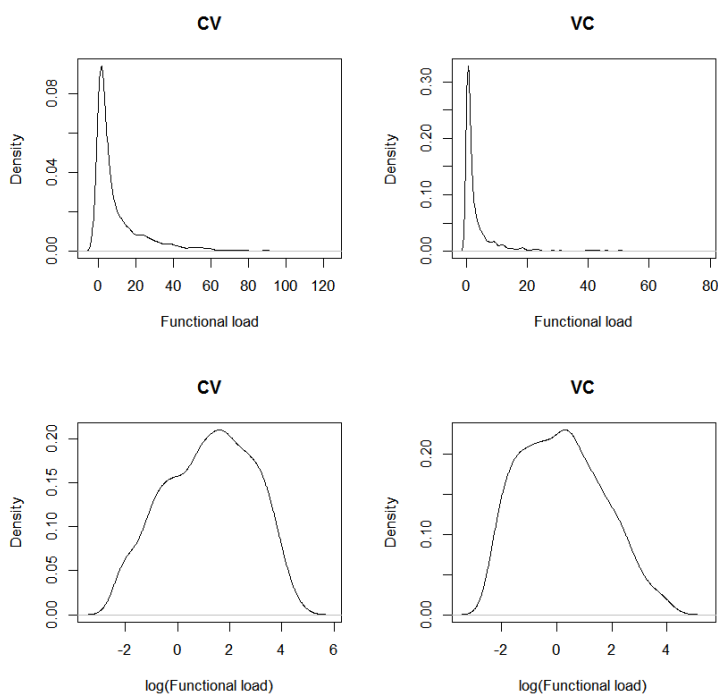 CV
Density
0.00 0.04 0.08
0 20 40 60 80 100 120
Functional load
VC
Density
0.00 0.10 0.20 0.30
0 20 40 60 80
Functional load
CV
Density
0.00 0.05 0.10 0.15 0.20
-2 0 2 4 6
log(Functional load)
VC
Density
0.00 0.10 0.20
-2 0 2 4
log(Functional load)